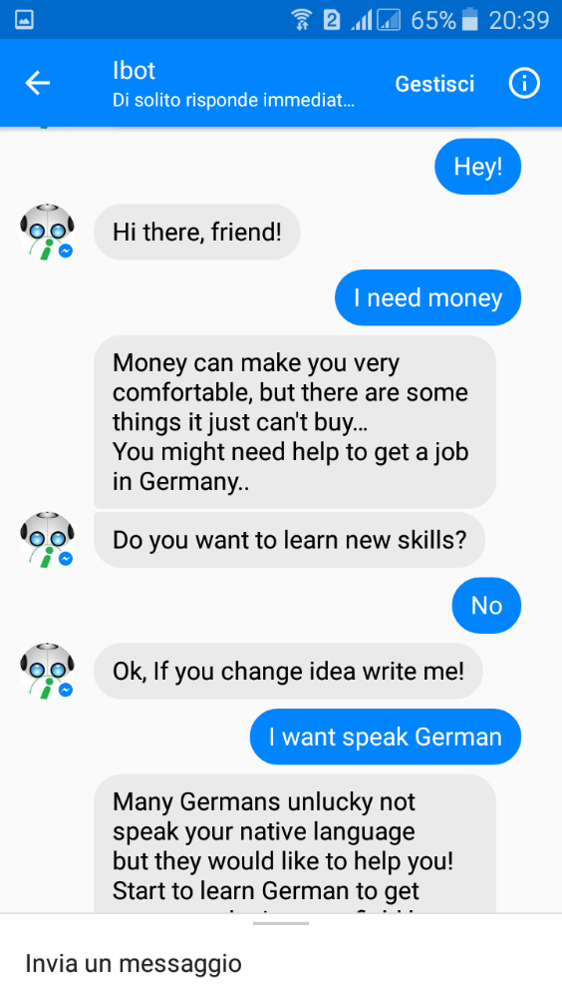 2 65% 20:39
Ibot
Di solito risponde immediat...
Gestisci
Hey!
Hi there, friend!
I need money
Money can make you very
comfortable, but there are some
things it just can't buy...
You might need help to get a job
in Germany..
Do you want to learn new skills?
No
Ok, If you change idea write me!
I want speak German
Many Germans unlucky not
speak your native language
but they would like to help you!
Start to learn German to get
Invia un messaggio